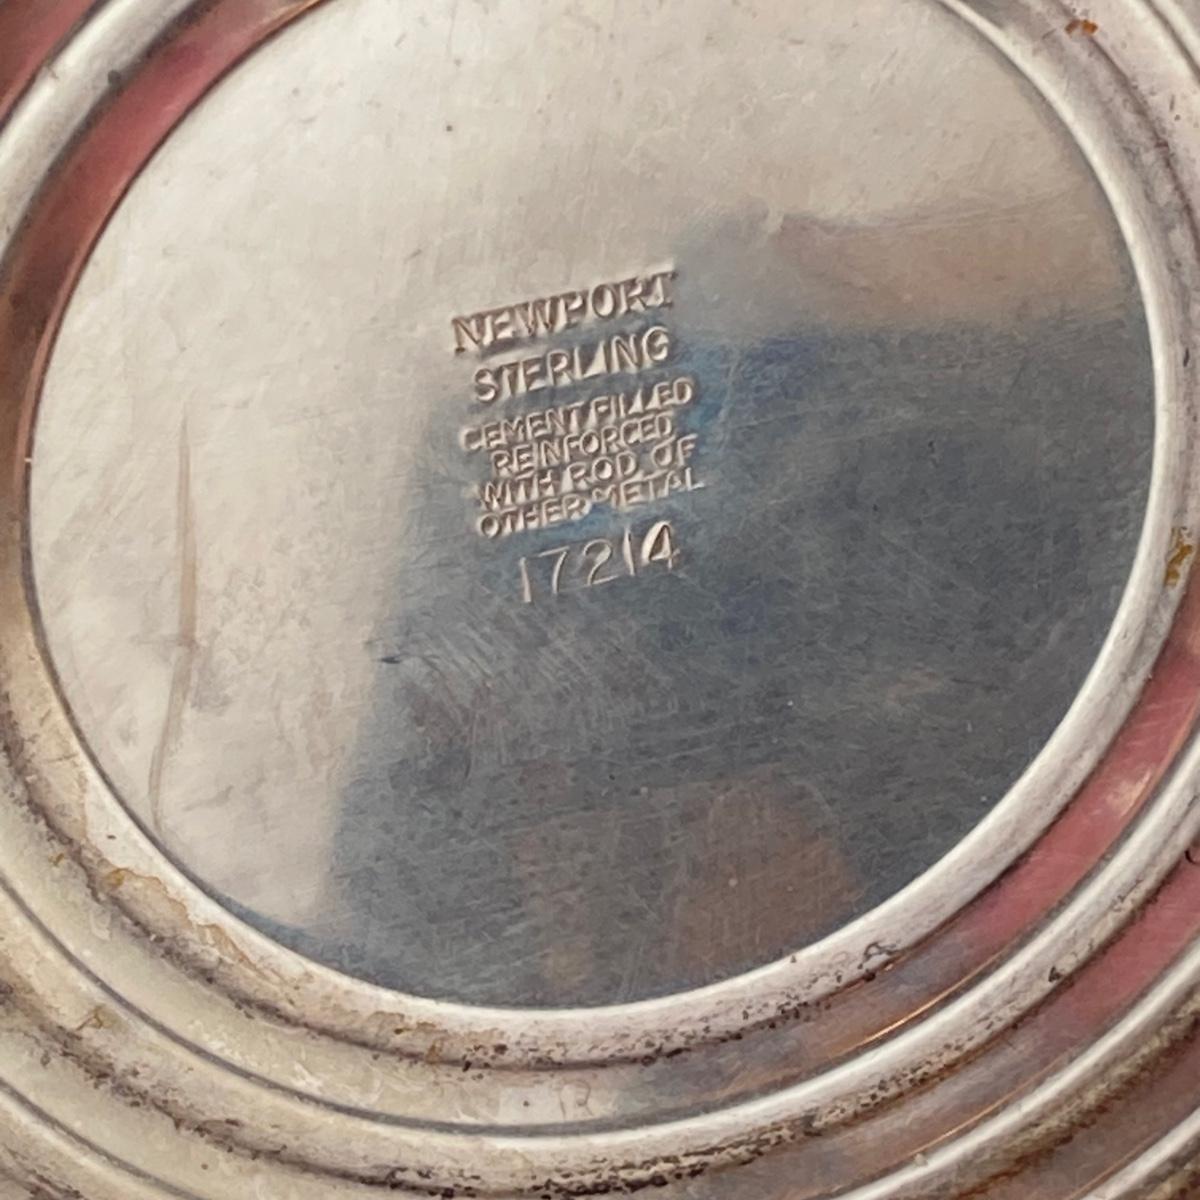 NEWPORT
STERLING
CEMENT FILLED
REINFORCED
WITH ROD OF
OTHER METAL
17214